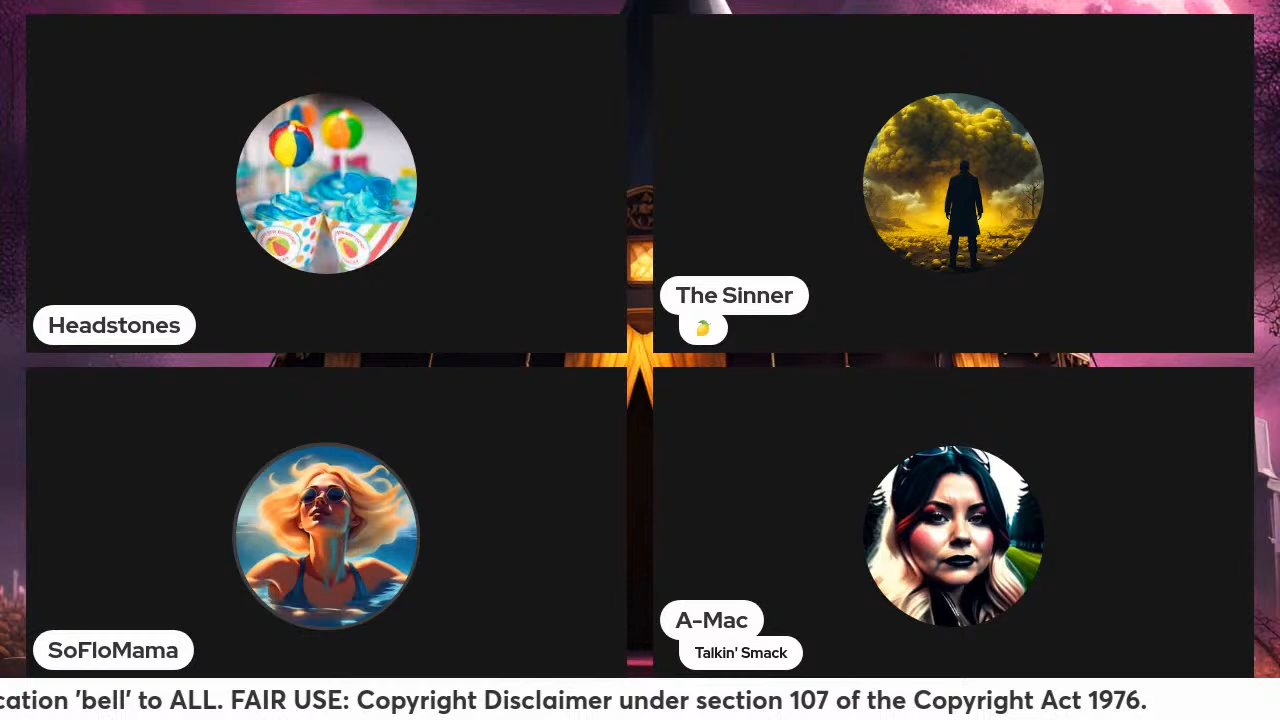 Headstones
The Sinner
🍋
SoFloMama
A-Mac
Talkin' Smack
cation 'bell' to ALL. FAIR USE: Copyright Disclaimer under section 107 of the Copyright Act 1976.